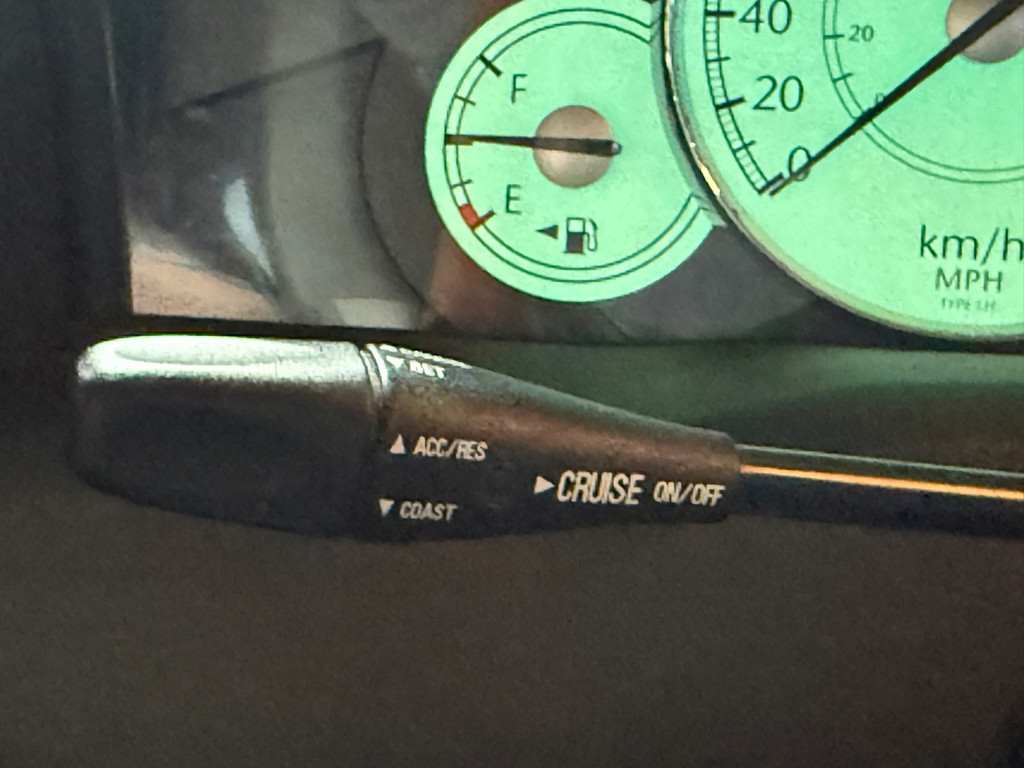 40
20
0
20
km/h
MPH
F
E
▼ SET
▲ ACC/RES
▼ COAST
►CRUISE ON/OFF